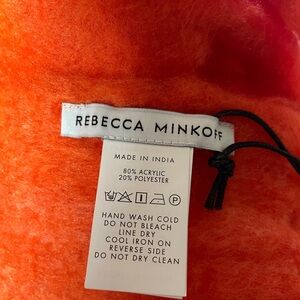 REBECCA MINKOFF
MADE IN INDIA
80% ACRYLIC
20% POLYESTER
P
HAND WASH COLD
DO NOT BLEACH
LINE DRY
COOL IRON ON
REVERSE SIDE
DO NOT DRY CLEAN